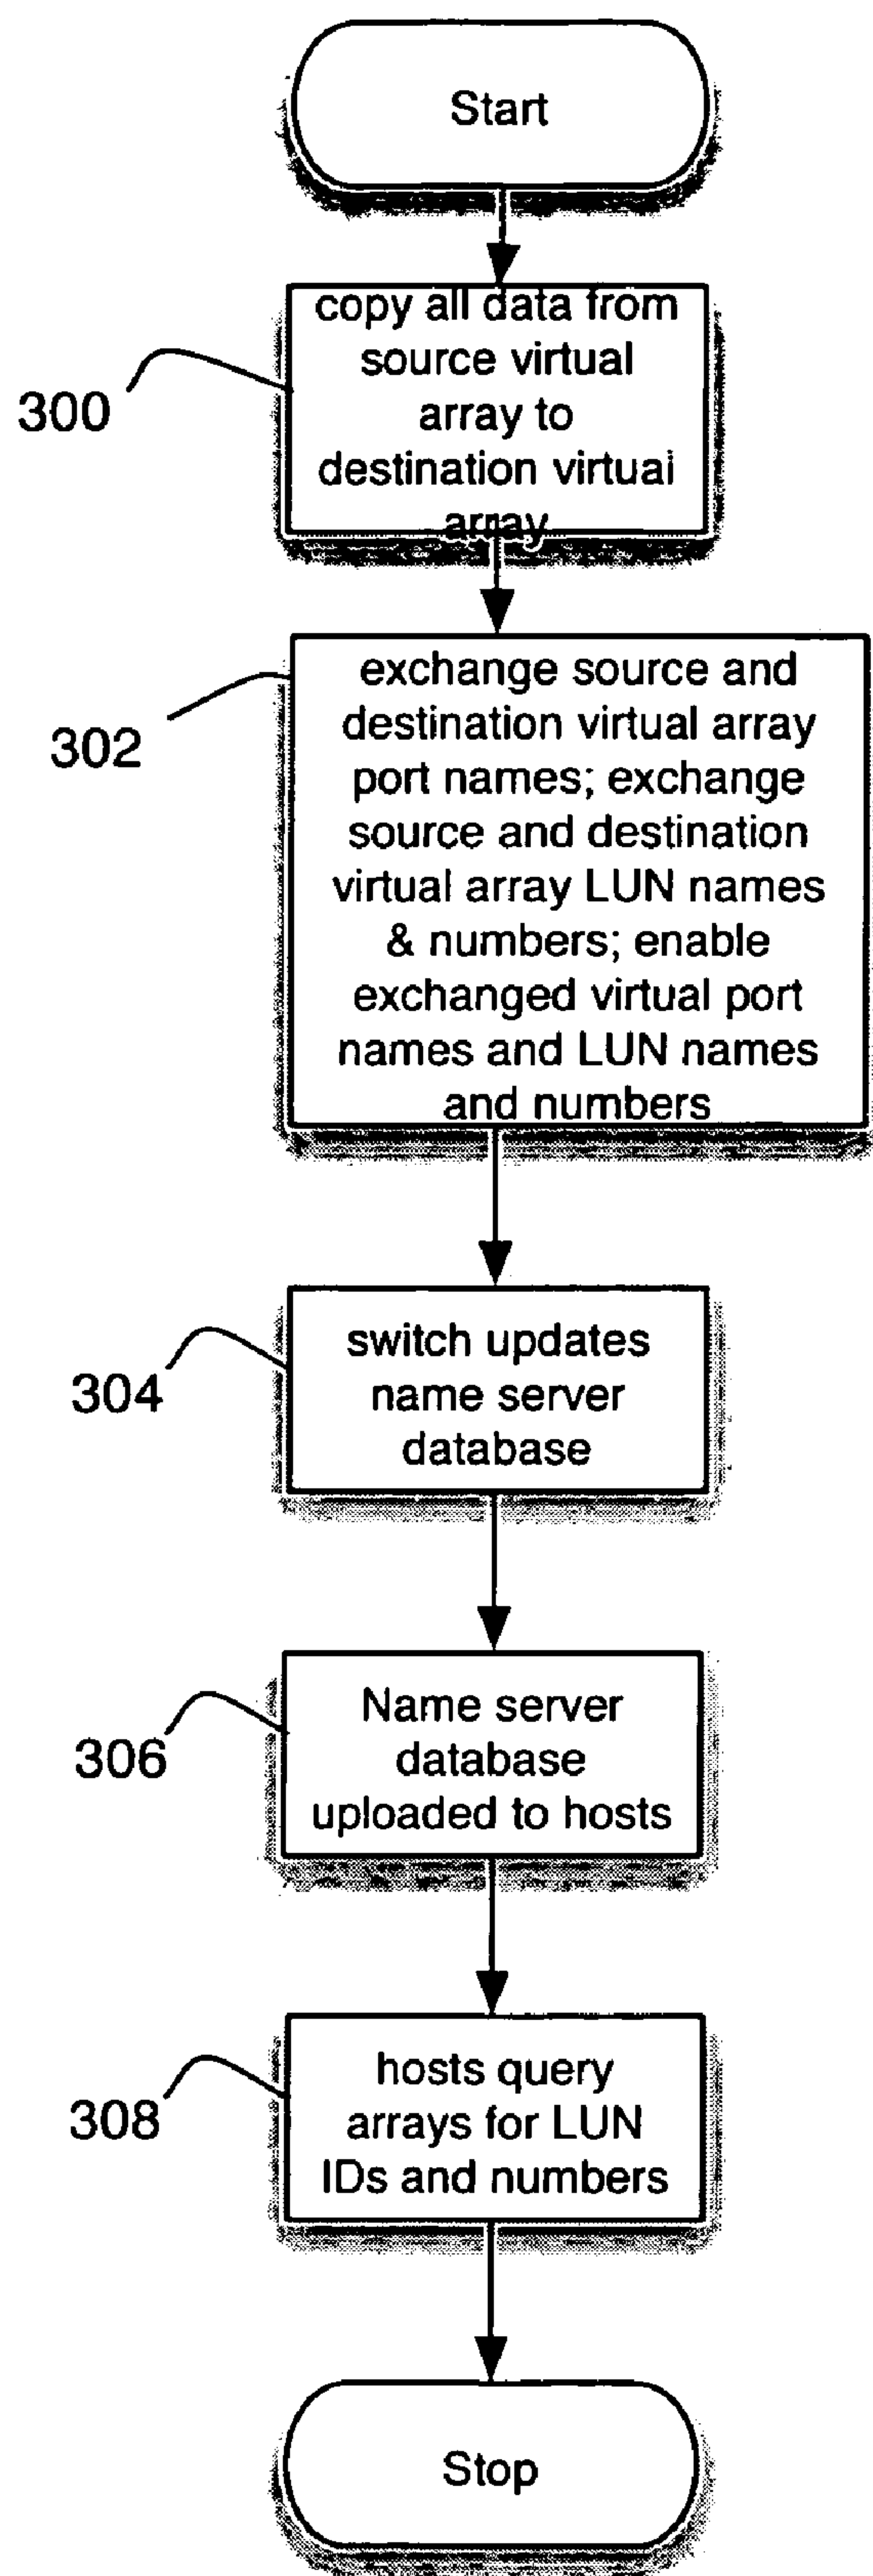 Start
copy all data from
source virtual
array to
destination virtual
array
300
exchange source and
destination virtual array
port names; exchange
source and destination
virtual array LUN names
& numbers; enable
exchanged virtual port
names and LUN names
and numbers
302
switch updates
name server
database
304
Name server
database
uploaded to hosts
306
hosts query
arrays for LUN
IDs and numbers
308
Stop